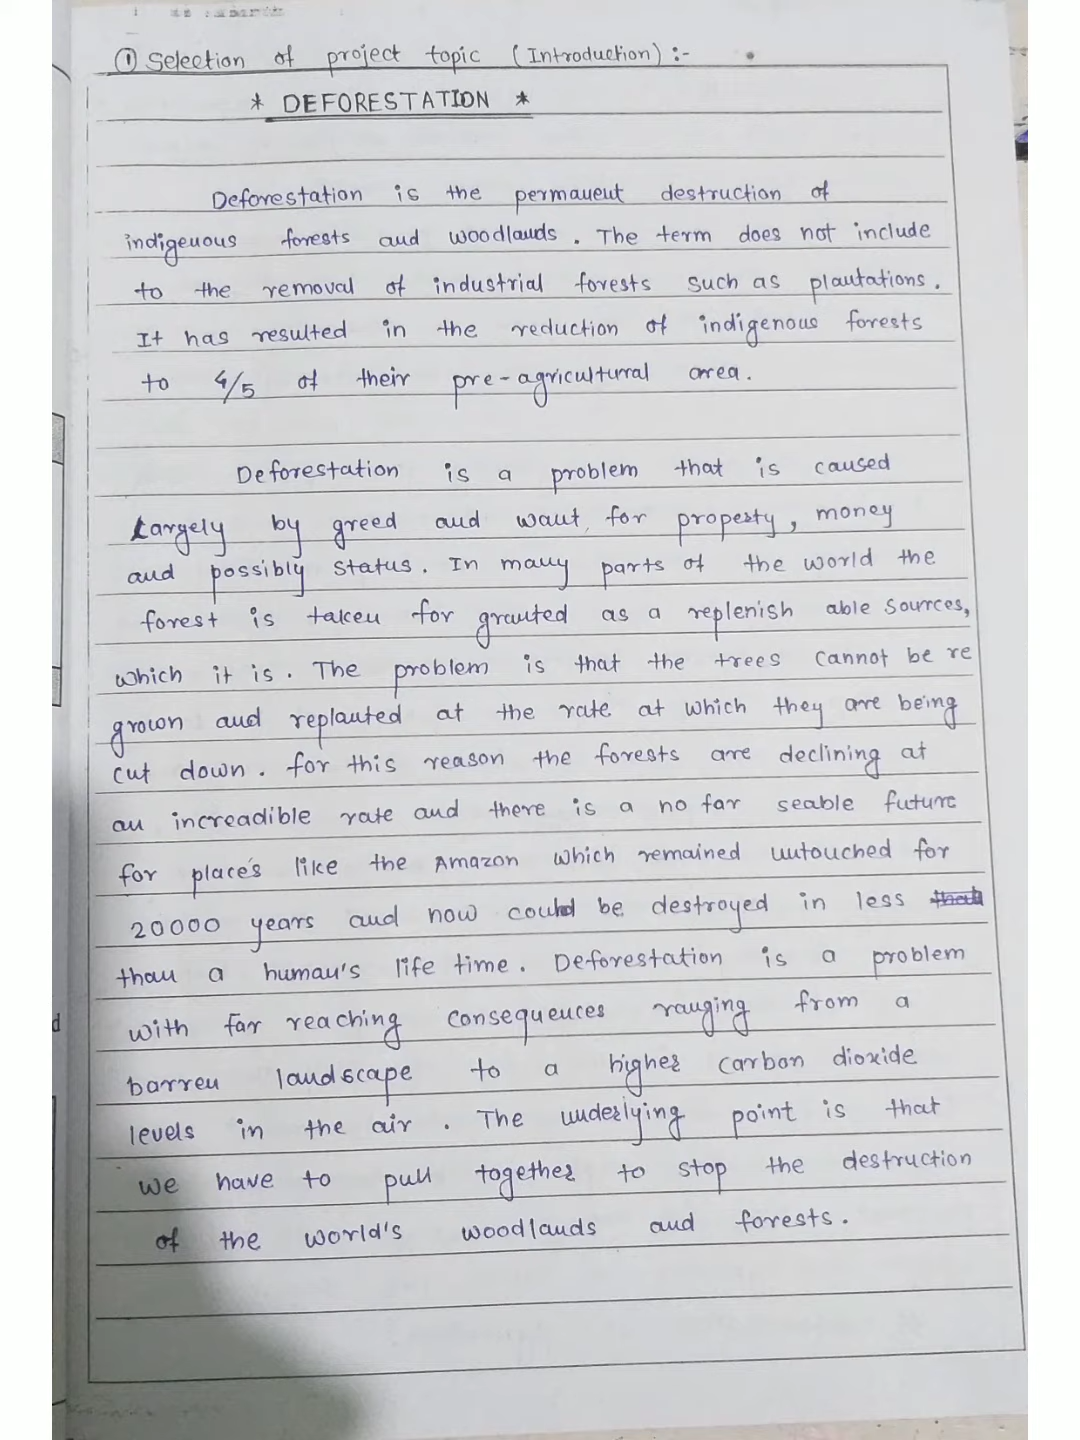 ① Selection of project topic (Introduction) :-
* DEFORESTATION *
Deforestation is the permanent destruction of
indigenous forests and woodlands. The term does not include
to the removal of industrial forests such as plantations.
It has resulted in the reduction of indigenous forests
to 4/5 of their pre-agricultural area.
Deforestation is a problem that is caused
Largely by greed and want, for property, money
and possibly status. In many parts of the world the
forest is taken for granted as a replenish able sources,
which it is. The problem is that the trees cannot be re
grown and replanted at the rate at which they are being
cut down. for this reason the forests are declining at
an increadible rate and there is a no far seable future
for place's like the Amazon which remained untouched for
20000 years and now could be destroyed in less
than a human's life time. Deforestation is a problem
with far reaching consequences ranging from a
barren landscape to a higher carbon dioxide
levels in the air. The underlying point is that
we have to pull together to stop the destruction
of the world's woodlands and forests.